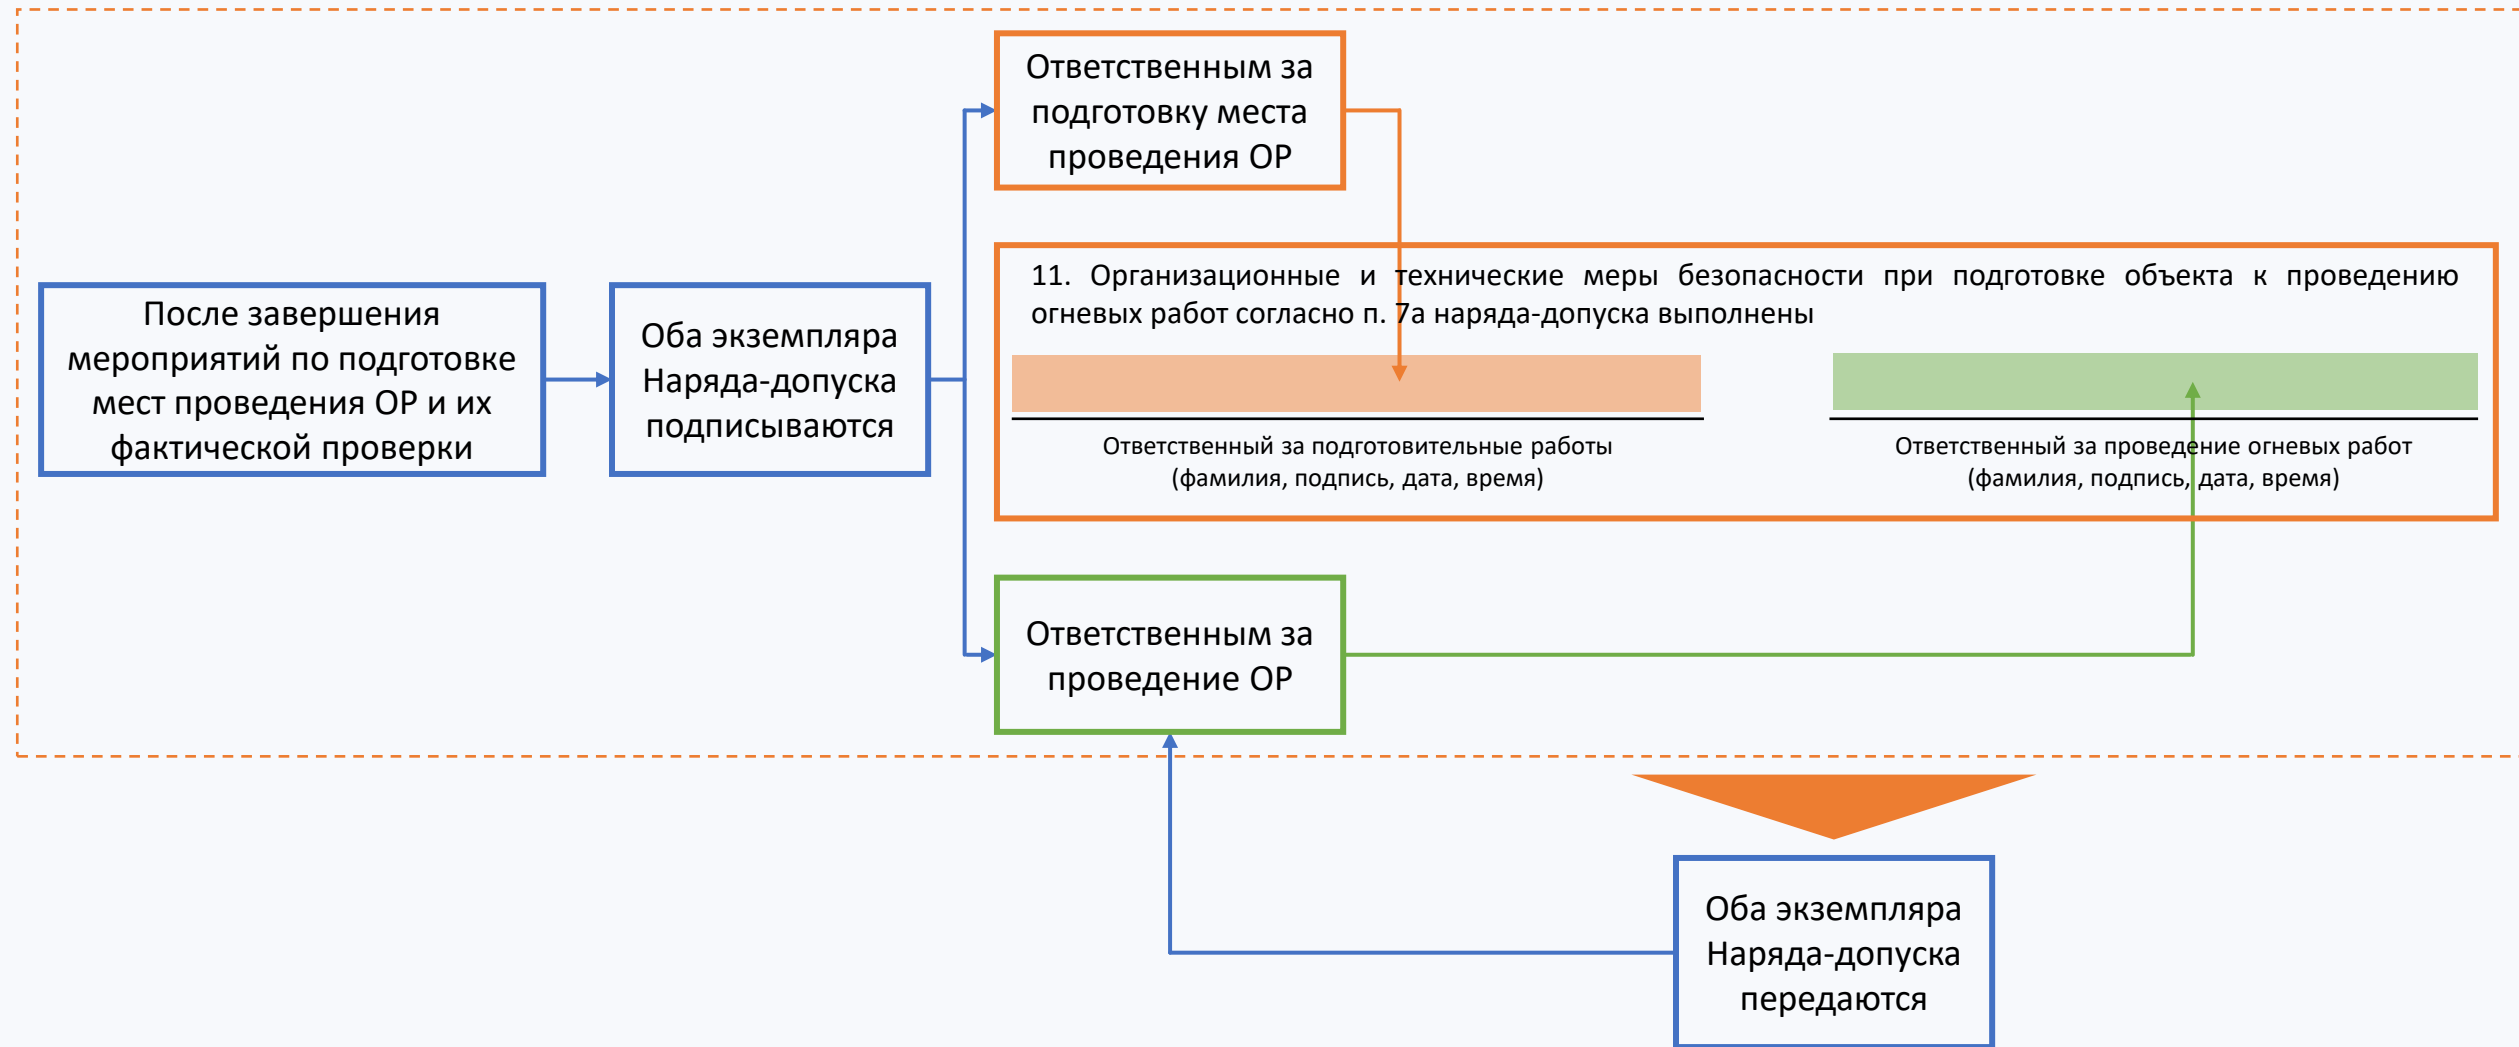 Ответственным за
подготовку места
проведения ОР
11. Организационные и технические меры безопасности при подготовке объекта к проведению
огневых работ согласно п. 7а наряда-допуска выполнены
После завершения
мероприятий по подготовке
мест проведения ОР и их
фактической проверки
Оба экземпляра
Наряда-допуска
подписываются
Ответственный за подготовительные работы
(фамилия, подпись, дата, время)
Ответственный за проведение огневых работ
(фамилия, подпись, дата, время)
Ответственным за
проведение ОР
Оба экземпляра
Наряда-допуска
передаются